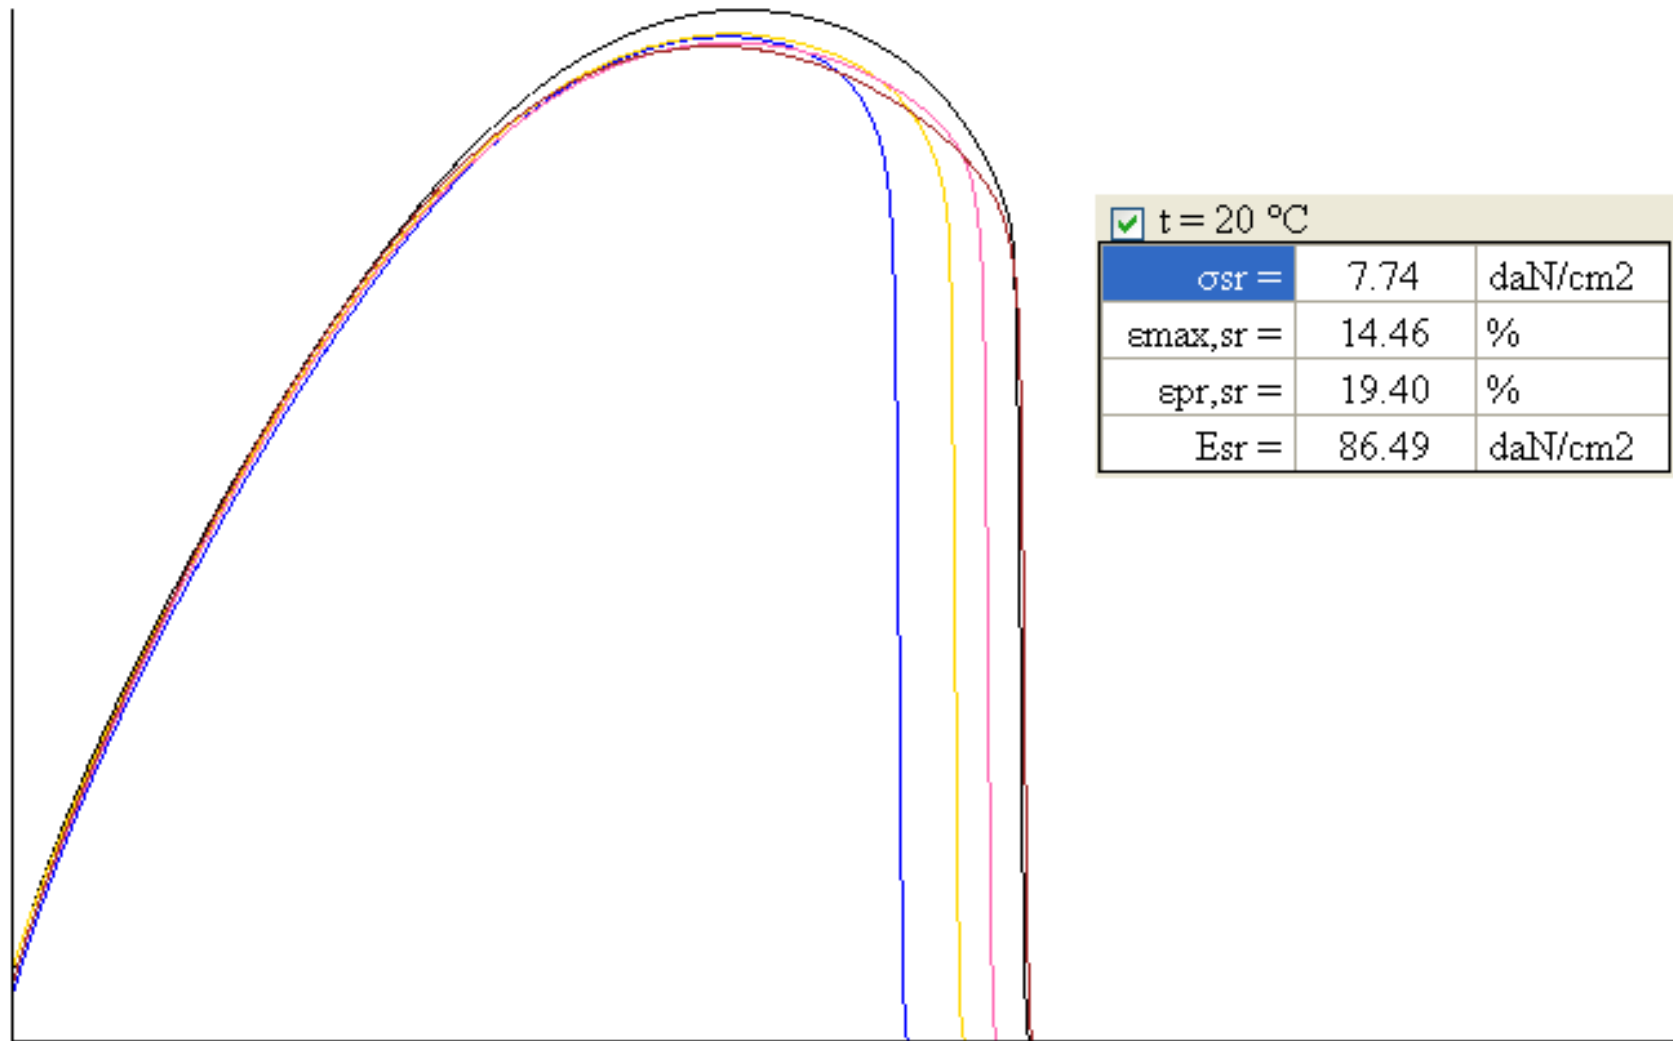 t = 20 °C
σsr = 7.74 daN/cm2
εmax,sr = 14.46 %
εpr,sr = 19.40 %
Esr = 86.49 daN/cm2